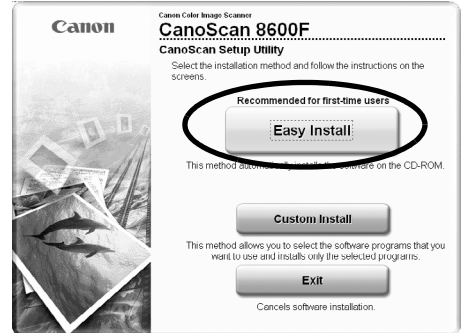 Canon
Canon Color Image Scanner
CanoScan 8600F
CanoScan Setup Utility
Select the installation method and follow the instructions on the
screens.
Recommended for first-time users
Easy Install
This method automatically installs the software on the CD-ROM.
Custom Install
This method allows you to select the software programs that you
want to use and installs only the selected programs.
Exit
Cancels software installation.